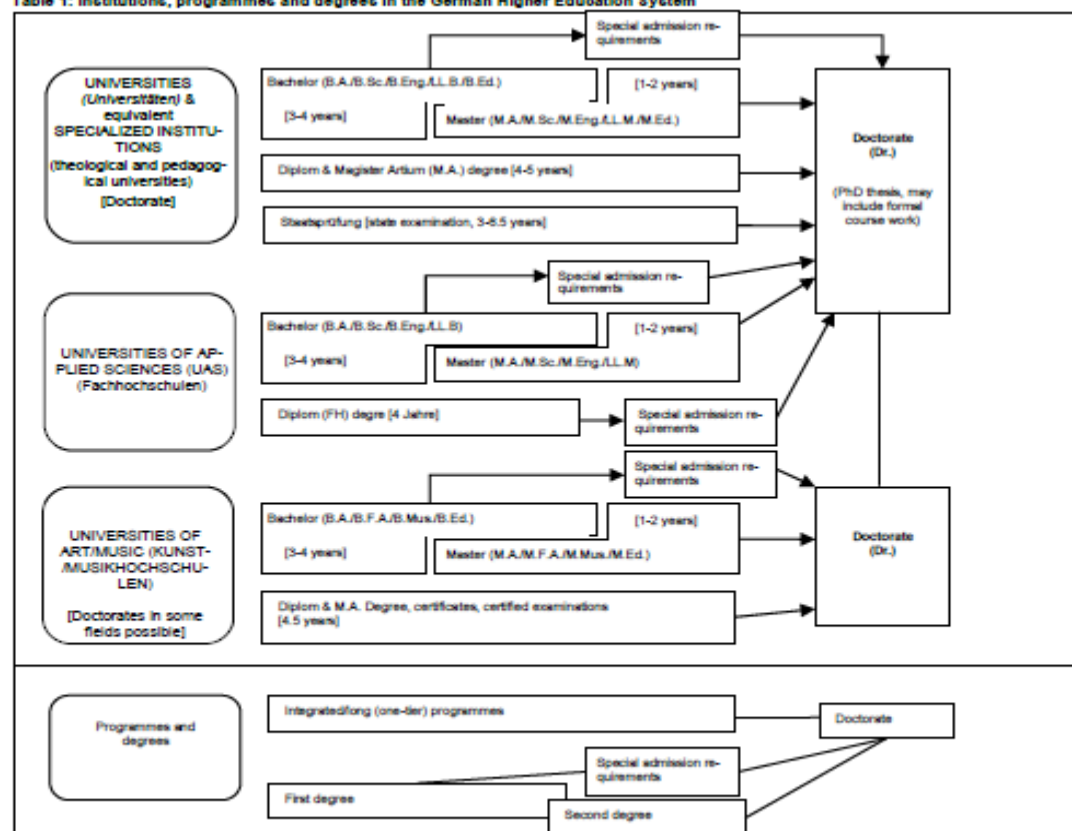 Table 1: Institutions, programmes and degrees in the German Higher Education System
Special admission re-
quirements
UNIVERSITIES
(Universitäten) &
equivalent
SPECIALIZED INSTITU-
TIONS
(theological and pedagog-
ical universities)
[Doctorate]
Bachelor (B.A./B.Sc./B.Eng./LL.B./B.Ed.)
[1-2 years]
[3-4 years]
Master (M.A./M.Sc./M.Eng./LL.M./M.Ed.)
Diplom & Magister Artium (M.A.) degree [4-5 years]
Staatsprüfung [state examination, 3-6.5 years]
Doctorate
(Dr.)
(PhD thesis, may
include formal
course work)
Special admission re-
quirements
UNIVERSITIES OF AP-
PLIED SCIENCES (UAS)
(Fachhochschulen)
Bachelor (B.A./B.Sc./B.Eng./LL.B)
[1-2 years]
[3-4 years]
Master (M.A./M.Sc./M.Eng./LL.M)
Diplom (FH) degre [4 Jahre]
Special admission re-
quirements
Special admission re-
quirements
UNIVERSITIES OF
ART/MUSIC (KUNST-
/MUSIKHOCHSCHU-
LEN)
[Doctorates in some
fields possible]
Bachelor (B.A./B.F.A./B.Mus./B.Ed.)
[1-2 years]
[3-4 years]
Master (M.A./M.F.A./M.Mus./M.Ed.)
Diplom & M.A. Degree, certificates, certified examinations
[4.5 years]
Doctorate
(Dr.)
Programmes and
degrees
Integrated/long (one-tier) programmes
Doctorate
Special admission re-
quirements
First degree
Second degree